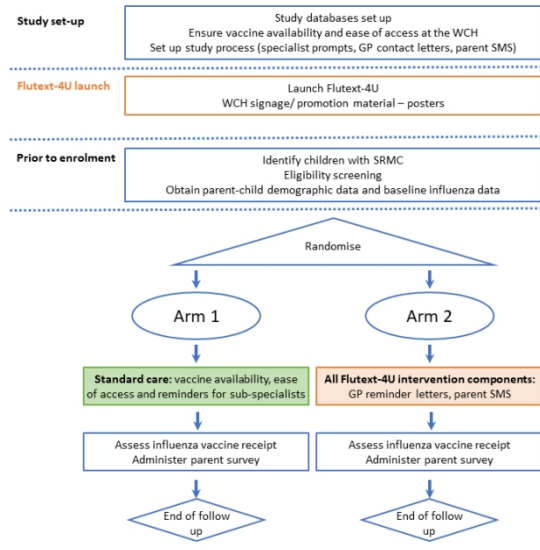 Study set-up
Study databases set up
Ensure vaccine availability and ease of access at the WCH
Set up study process (specialist prompts, GP contact letters, parent SMS)
Flutext-4U launch
Launch Flutext-4U
WCH signage/ promotion material – posters
Prior to enrolment
Identify children with SRMC
Eligibility screening
Obtain parent-child demographic data and baseline influenza data
Randomise
Arm 1
Arm 2
Standard care: vaccine availability, ease
of access and reminders for sub-specialists
All Flutext-4U intervention components:
GP reminder letters, parent SMS
Assess influenza vaccine receipt
Administer parent survey
Assess influenza vaccine receipt
Administer parent survey
End of follow
up
End of follow
up